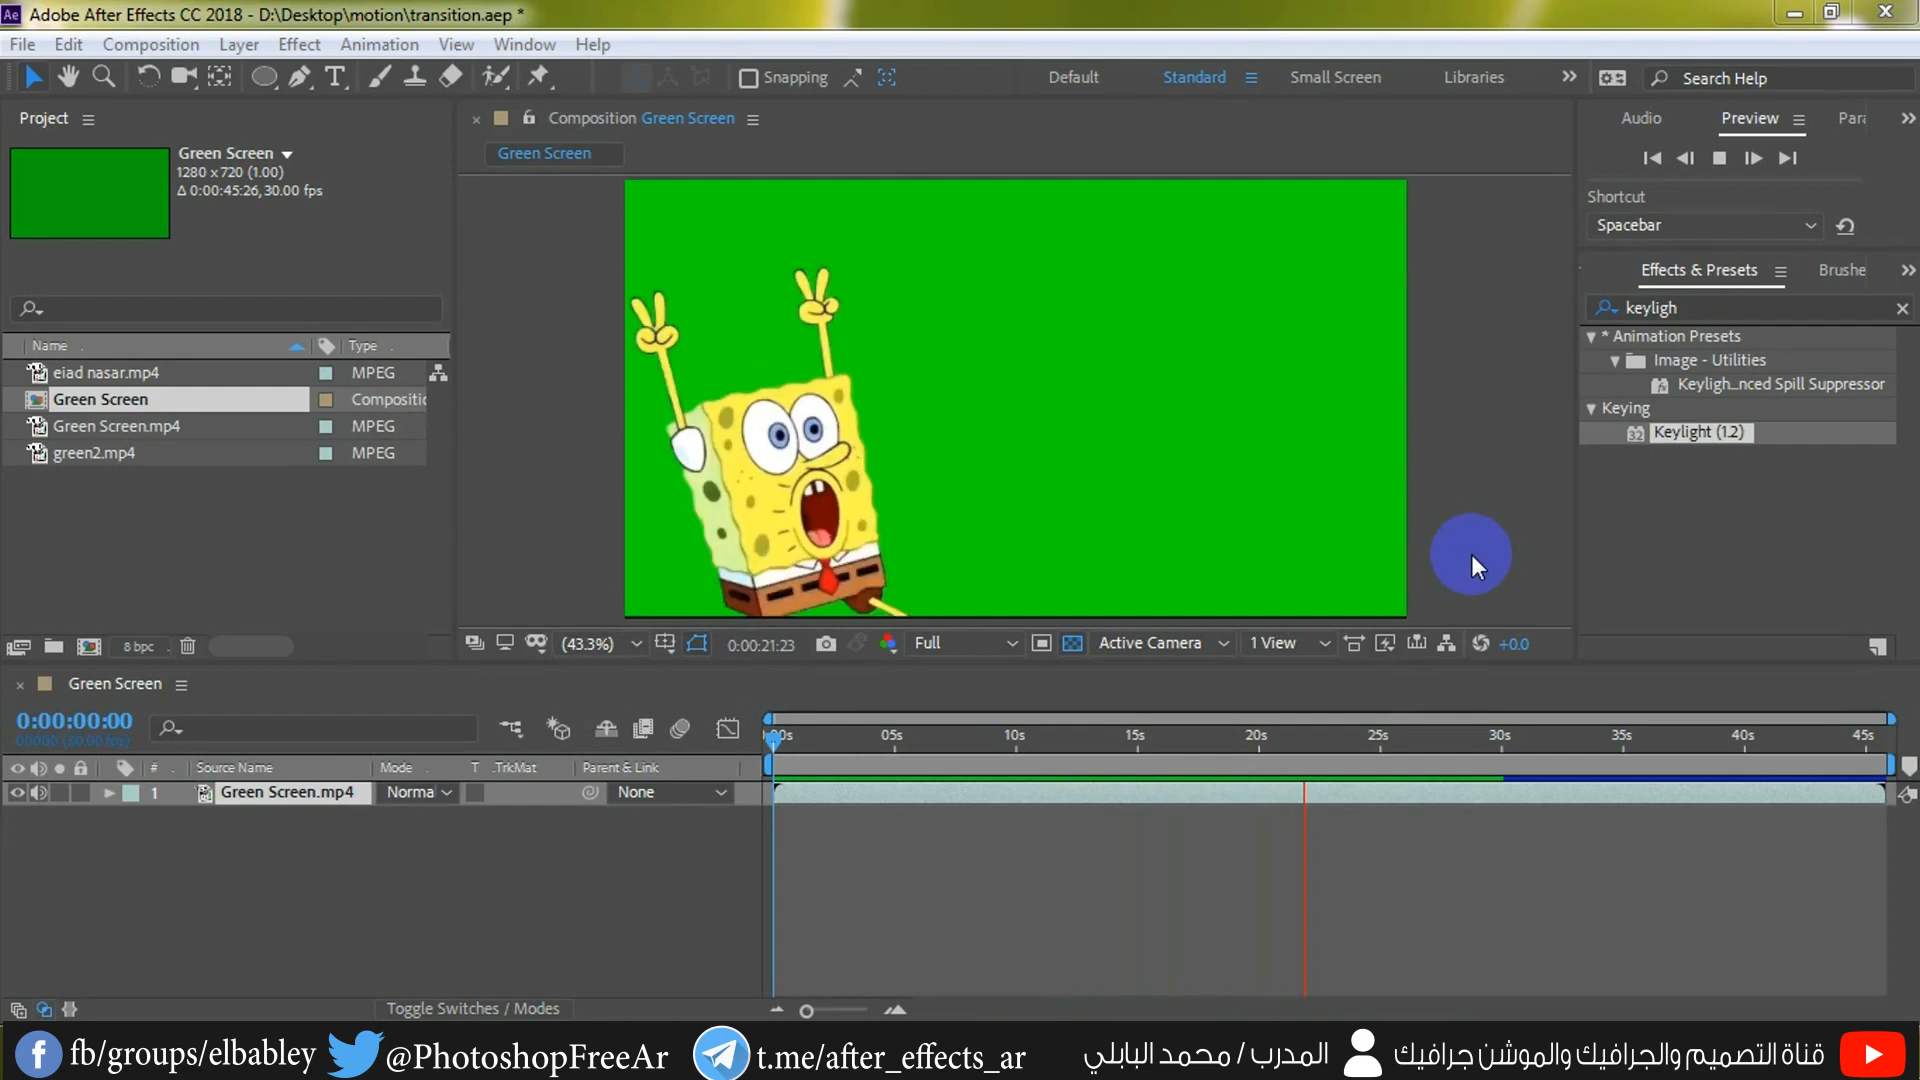 Adobe After Effects CC 2018 - D:\Desktop\motion\transition.aep *
File Edit Composition Layer Effect Animation View Window Help
Snapping Default Standard Small Screen Libraries Search Help
Project
Green Screen
1280 x 720 (1.00)
Δ 0:00:45:26, 30.00 fps
Name Type
eiad nasar.mp4 MPEG
Green Screen Compositic
Green Screen.mp4 MPEG
green2.mp4 MPEG
8 bpc
Composition Green Screen
Green Screen
(43.3%) 0:00:21:23 Full Active Camera 1 View +0.0
Audio Preview Para
Shortcut
Spacebar
Effects & Presets Brushe
keyligh
* Animation Presets
Image - Utilities
Keyligh...nced Spill Suppressor
Keying
32 Keylight (1.2)
Green Screen
0:00:00:00
00000 (30.00 fps)
:00s 05s 10s 15s 20s 25s 30s 35s 40s 45s
# Source Name Mode T .TrkMat Parent & Link
1 Green Screen.mp4 Norma None
Toggle Switches / Modes
fb/groups/elbabley @PhotoshopFreeAr t.me/after_effects_ar المدرب / محمد البابلي قناة التصميم والجرافيك والموشن جرافيك